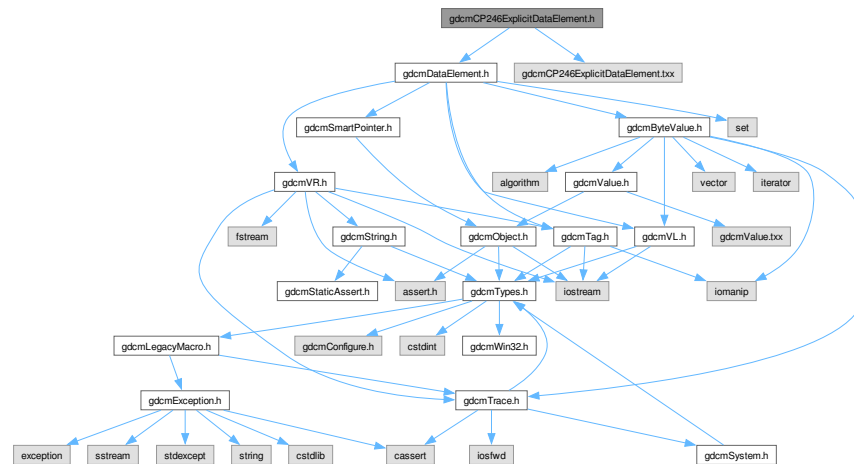 gdcmCP246ExplicitDataElement.h
gdcmDataElement.h
gdcmCP246ExplicitDataElement.txx
gdcmSmartPointer.h
gdcmByteValue.h
set
gdcmVR.h
algorithm
gdcmValue.h
vector
iterator
fstream
gdcmString.h
gdcmObject.h
gdcmTag.h
gdcmVL.h
gdcmValue.txx
gdcmStaticAssert.h
assert.h
gdcmTypes.h
iostream
iomanip
gdcmLegacyMacro.h
gdcmConfigure.h
cstdint
gdcmWin32.h
gdcmException.h
gdcmTrace.h
exception
sstream
stdexcept
string
cstdlib
cassert
iosfwd
gdcmSystem.h